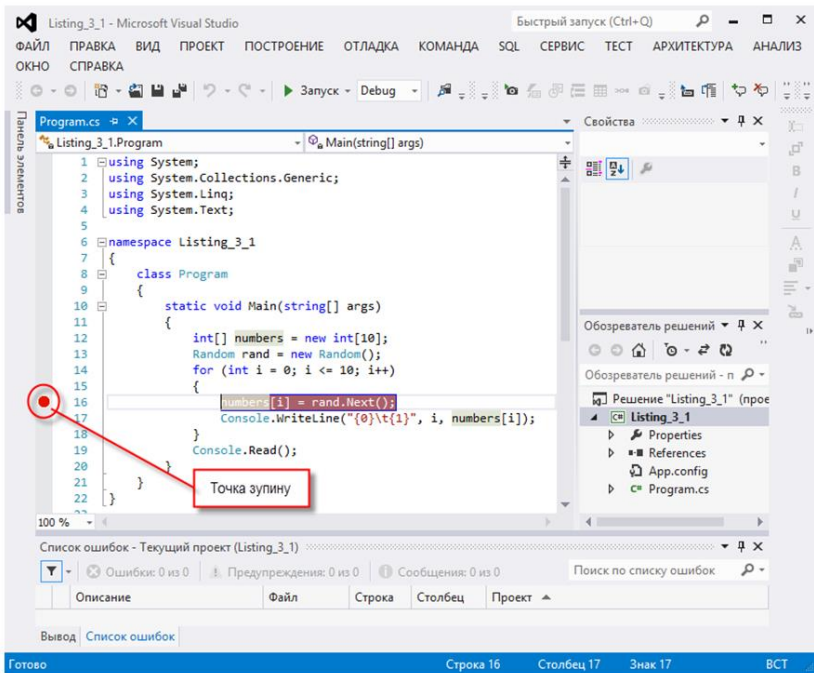 Listing_3_1 - Microsoft Visual Studio
Быстрый запуск (Ctrl+Q)
ФАЙЛ ПРАВКА ВИД ПРОЕКТ ПОСТРОЕНИЕ ОТЛАДКА КОМАНДА SQL СЕРВИС ТЕСТ АРХИТЕКТУРА АНАЛИЗ
ОКНО СПРАВКА
Запуск Debug
Панель элементов
Program.cs
Listing_3_1.Program Main(string[] args)
1 using System;
2 using System.Collections.Generic;
3 using System.Linq;
4 using System.Text;
5
6 namespace Listing_3_1
7 {
8 class Program
9 {
10 static void Main(string[] args)
11 {
12 int[] numbers = new int[10];
13 Random rand = new Random();
14 for (int i = 0; i <= 10; i++)
15 {
16 numbers[i] = rand.Next();
17 Console.WriteLine("{0}\t{1}", i, numbers[i]);
18 }
19 Console.Read();
20 }
21 }
22 }
Точка зупину
100 %
Свойства
Обозреватель решений
Обозреватель решений - п
Решение "Listing_3_1" (прое
Listing_3_1
Properties
References
App.config
Program.cs
Список ошибок - Текущий проект (Listing_3_1)
Ошибки: 0 из 0 Предупреждения: 0 из 0 Сообщения: 0 из 0 Поиск по списку ошибок
Описание Файл Строка Столбец Проект
Вывод Список ошибок
Готово Строка 16 Столбец 17 Знак 17 ВСТ